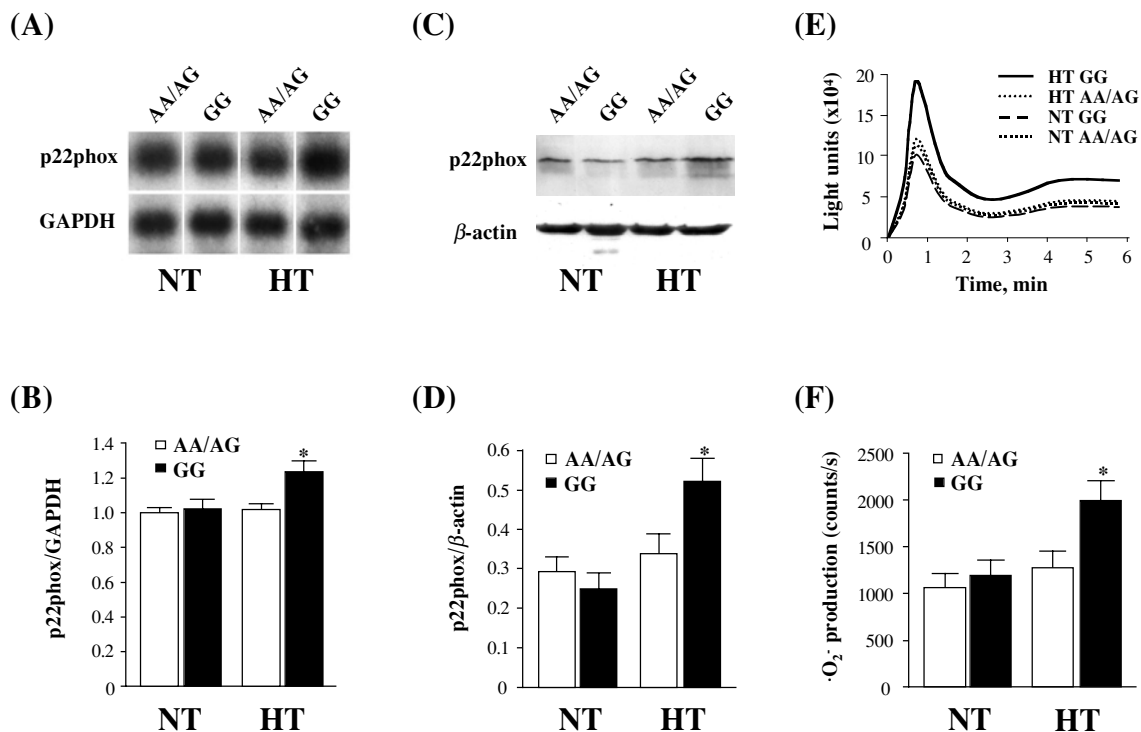 (A)
AA/AG
GG
AA/AG
GG
p22phox
GAPDH
NT
HT
(C)
AA/AG
GG
AA/AG
GG
p22phox
β-actin
NT
HT
(E)
Light units (x10⁴)
20
15
10
5
0
0
1
2
3
4
5
6
Time, min
HT GG
HT AA/AG
NT GG
NT AA/AG
(B)
p22phox/GAPDH
1.4
1.2
1.0
0.8
0.6
0.4
0.2
0
AA/AG
GG
*
NT
HT
(D)
p22phox/β-actin
0.6
0.5
0.4
0.3
0.2
0.1
0
AA/AG
GG
*
NT
HT
(F)
·O₂⁻ production (counts/s)
2500
2000
1500
1000
500
0
AA/AG
GG
*
NT
HT